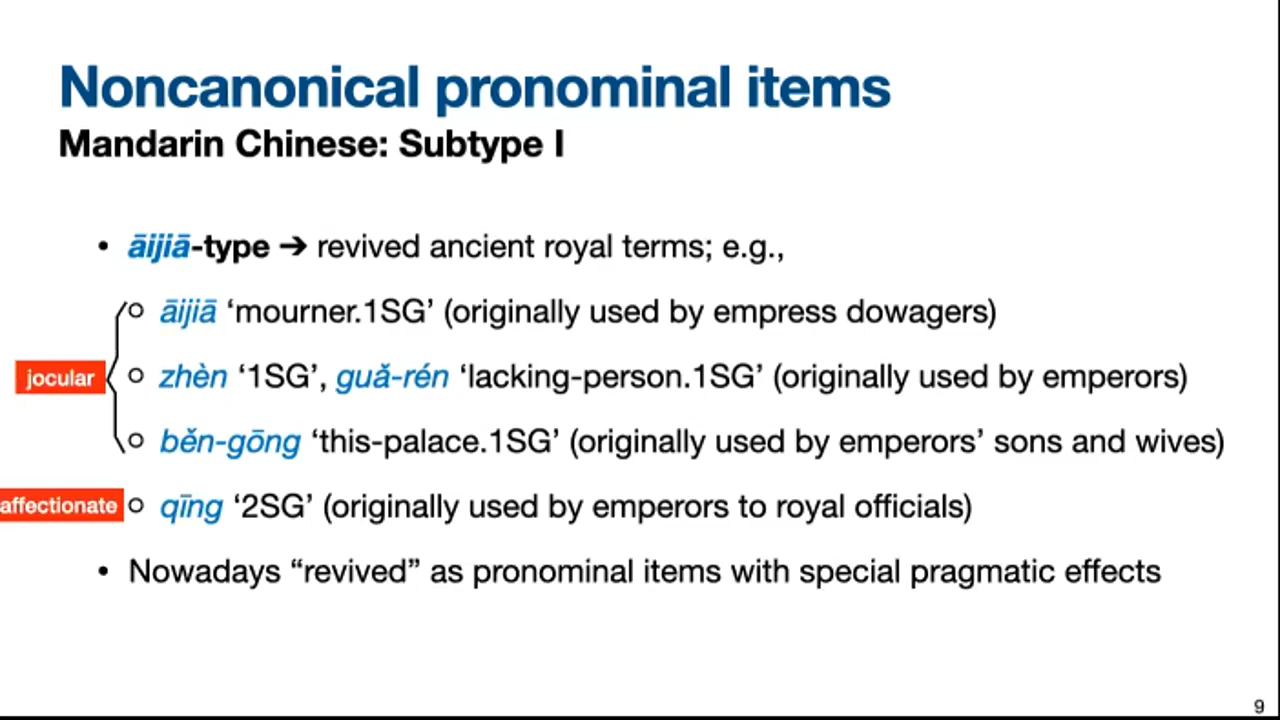 Noncanonical pronominal items
Mandarin Chinese: Subtype I
• āijiā-type ➔ revived ancient royal terms; e.g.,
○ āijiā ‘mourner.1SG’ (originally used by empress dowagers)
jocular
○ zhèn ‘1SG’, guǎ-rén ‘lacking-person.1SG’ (originally used by emperors)
○ běn-gōng ‘this-palace.1SG’ (originally used by emperors’ sons and wives)
affectionate
○ qīng ‘2SG’ (originally used by emperors to royal officials)
• Nowadays “revived” as pronominal items with special pragmatic effects
9